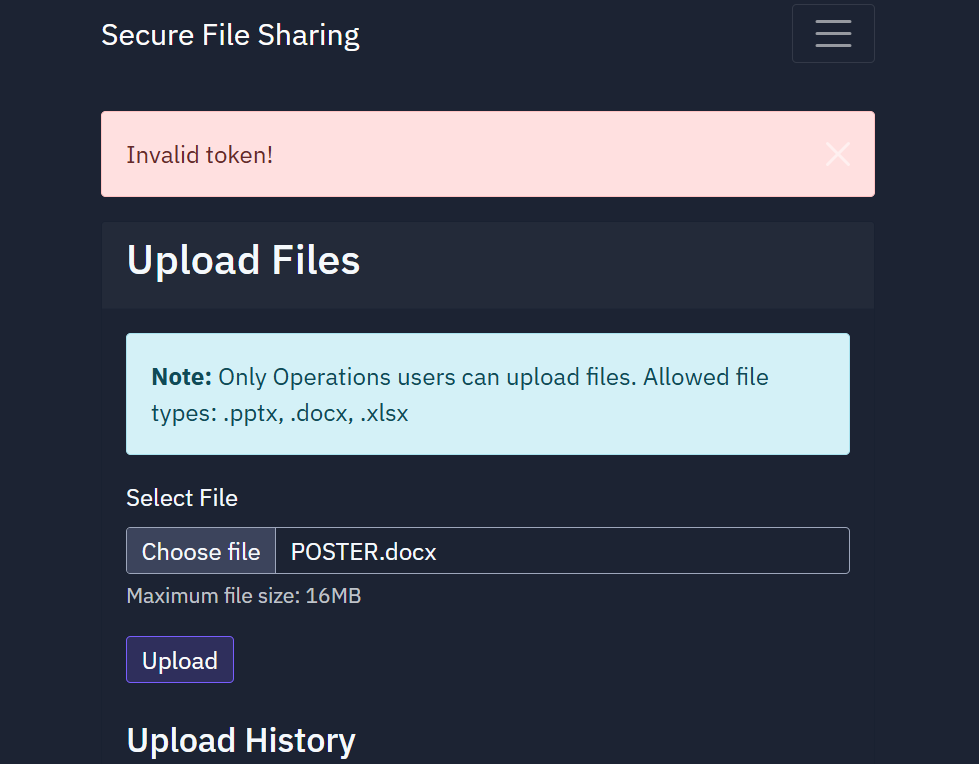 Secure File Sharing
Invalid token!
Upload Files
Note: Only Operations users can upload files. Allowed file
types: .pptx, .docx, .xlsx
Select File
Choose file POSTER.docx
Maximum file size: 16MB
Upload
Upload History